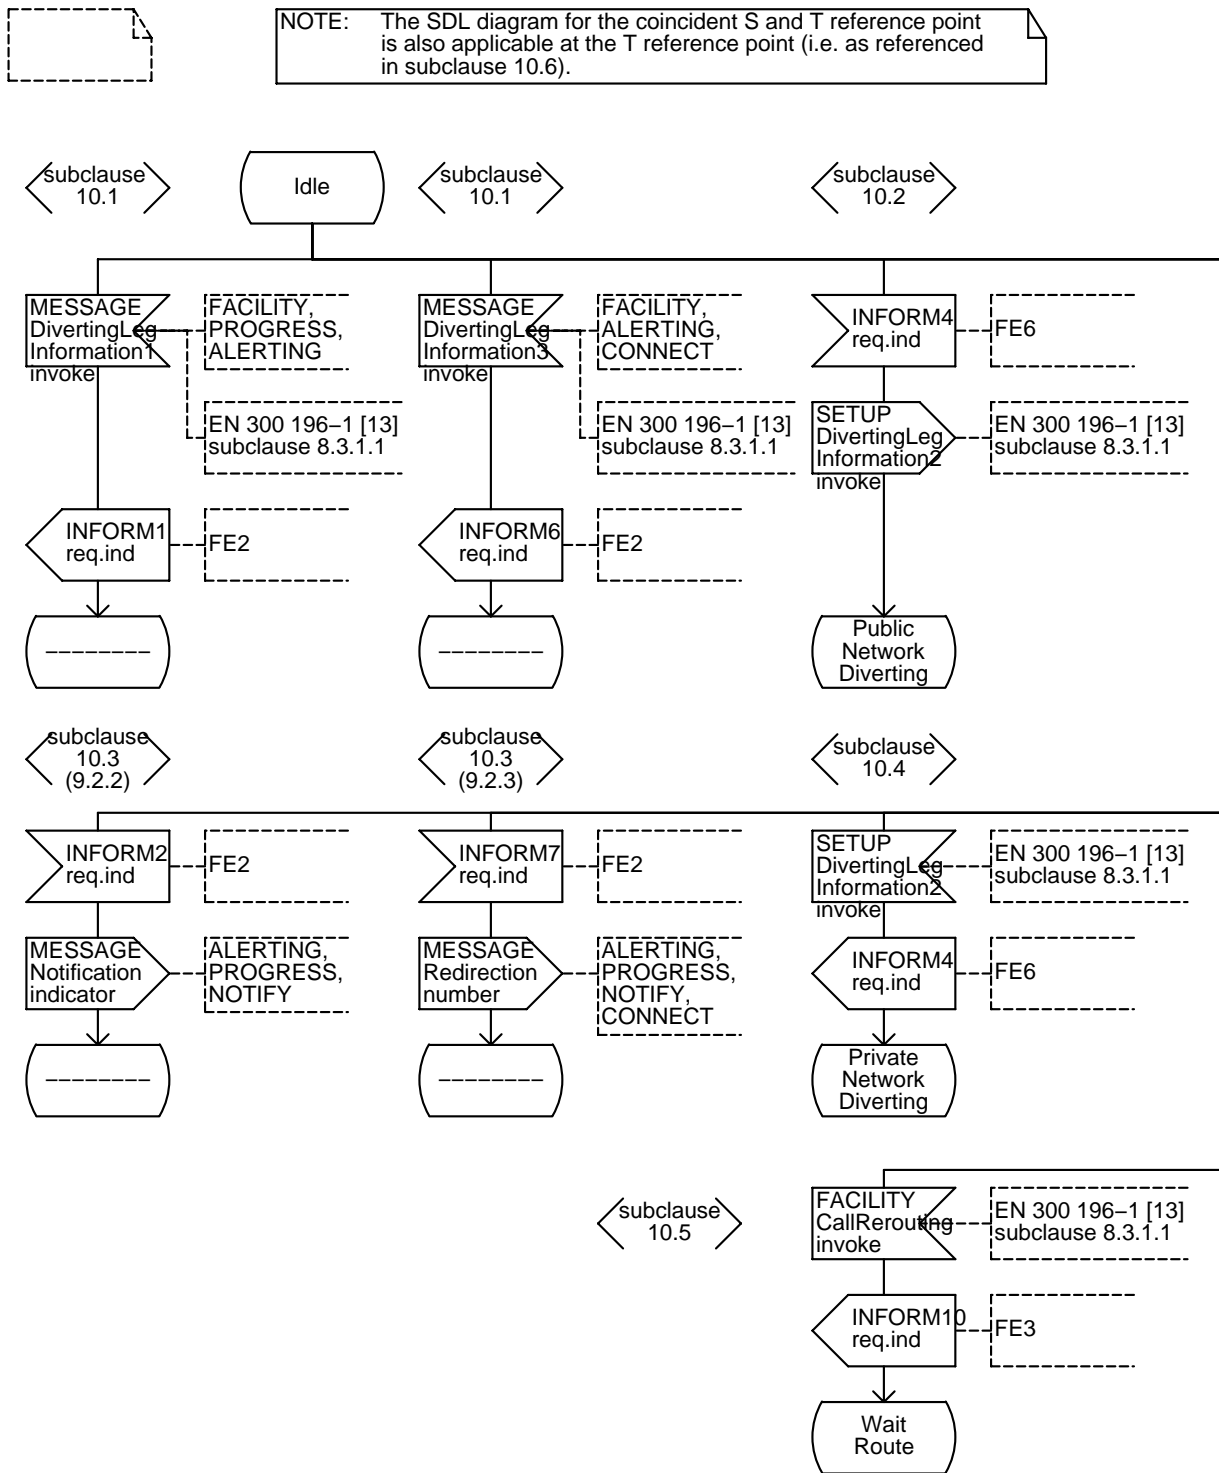 NOTE: The SDL diagram for the coincident S and T reference point
is also applicable at the T reference point (i.e. as referenced
in subclause 10.6).
subclause
10.1
Idle
subclause
10.1
subclause
10.2
MESSAGE
DivertingLeg
Information1
invoke
FACILITY,
PROGRESS,
ALERTING
EN 300 196–1 [13]
subclause 8.3.1.1
MESSAGE
DivertingLeg
Information3
invoke
FACILITY,
ALERTING,
CONNECT
EN 300 196–1 [13]
subclause 8.3.1.1
INFORM4
req.ind
FE6
SETUP
DivertingLeg
Information2
invoke
EN 300 196–1 [13]
subclause 8.3.1.1
INFORM1
req.ind
FE2
INFORM6
req.ind
FE2
–––––––––
–––––––––
Public
Network
Diverting
subclause
10.3
(9.2.2)
subclause
10.3
(9.2.3)
subclause
10.4
INFORM2
req.ind
FE2
INFORM7
req.ind
FE2
SETUP
DivertingLeg
Information2
invoke
EN 300 196–1 [13]
subclause 8.3.1.1
MESSAGE
Notification
indicator
ALERTING,
PROGRESS,
NOTIFY
MESSAGE
Redirection
number
ALERTING,
PROGRESS,
NOTIFY,
CONNECT
INFORM4
req.ind
FE6
–––––––––
–––––––––
Private
Network
Diverting
subclause
10.5
FACILITY
CallRerouting
invoke
EN 300 196–1 [13]
subclause 8.3.1.1
INFORM10
req.ind
FE3
Wait
Route